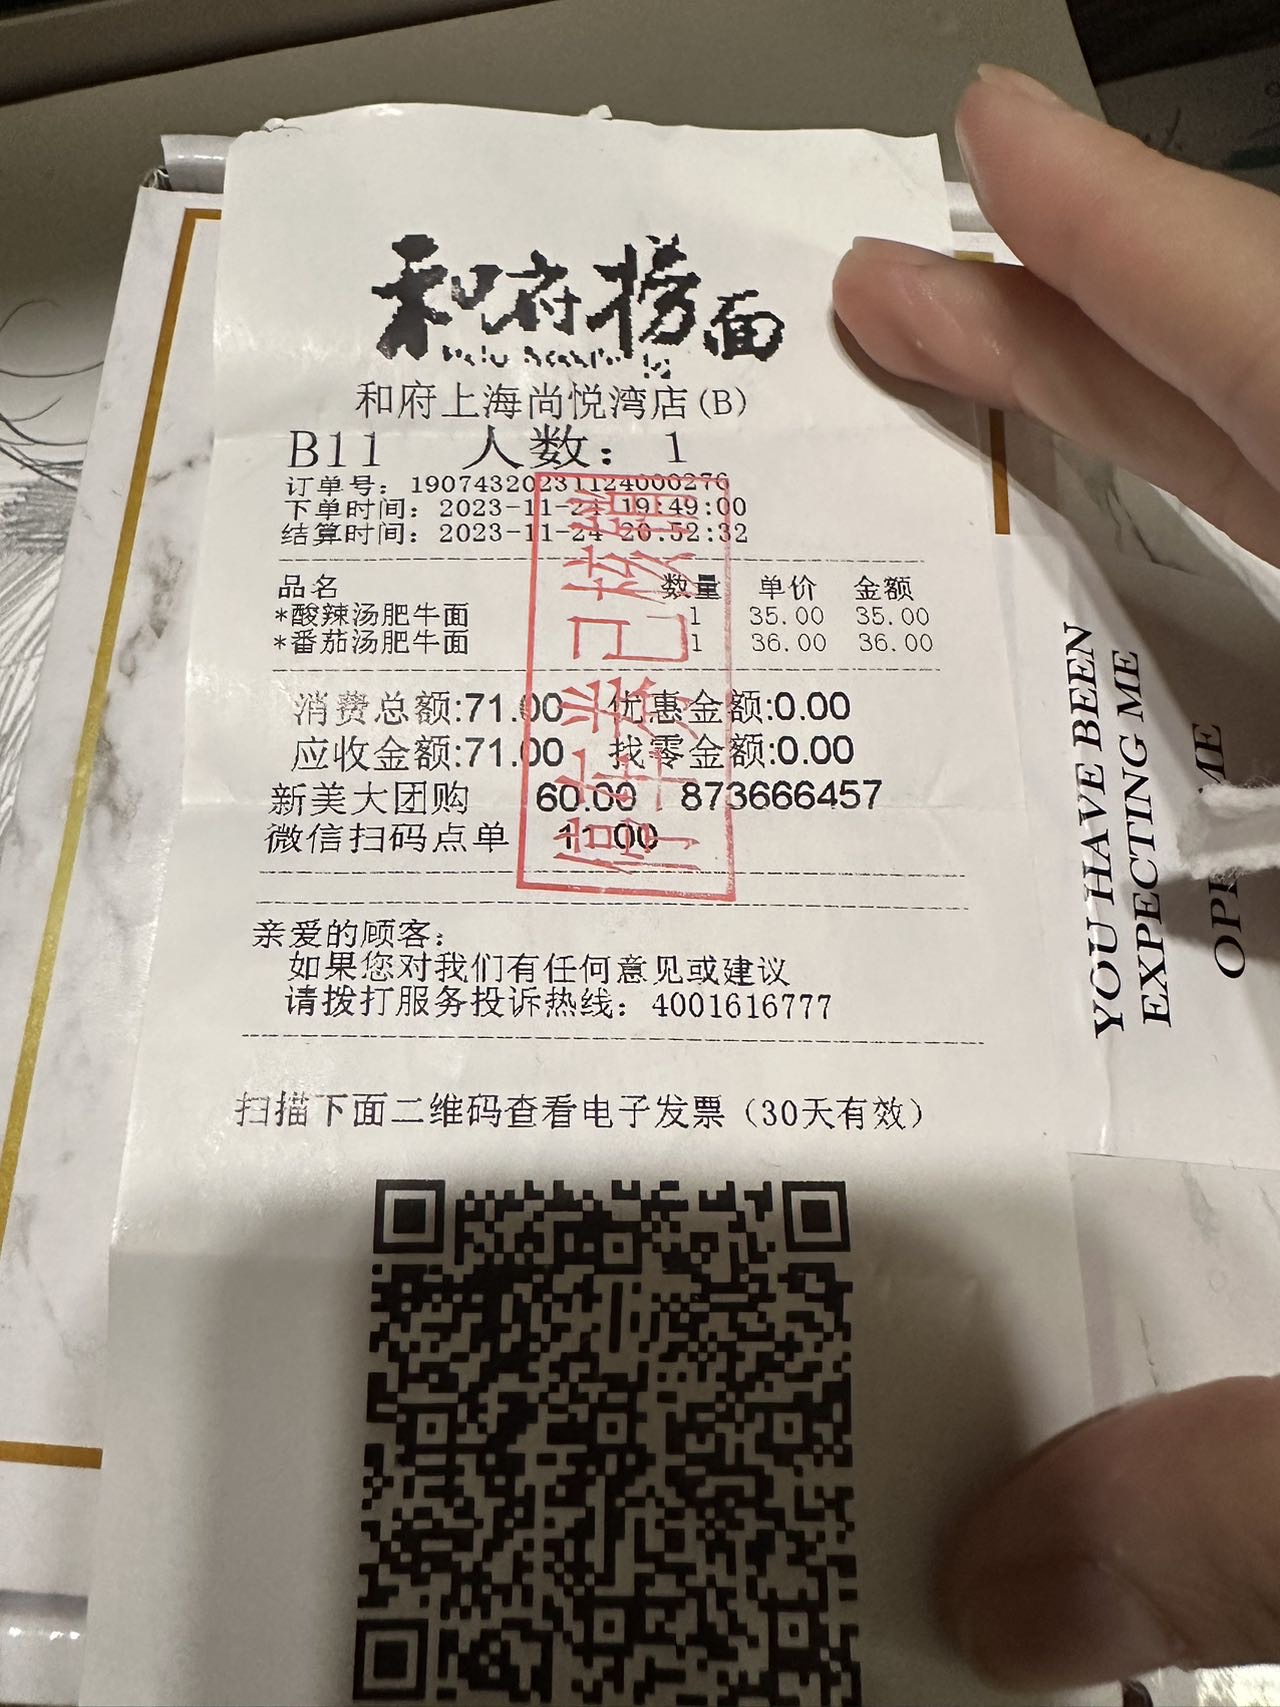 和府捞面
和府上海尚悦湾店(B)
B11 人数: 1
订单号: 19074320231124000276
下单时间: 2023-11-24 19:49:00
结算时间: 2023-11-24 20:52:32
品名 数量 单价 金额
*酸辣汤肥牛面 1 35.00 35.00
*番茄汤肥牛面 1 36.00 36.00
消费总额:71.00 优惠金额:0.00
应收金额:71.00 找零金额:0.00
新美大团购 60.00 873666457
微信扫码点单 11.00
亲爱的顾客:
如果您对我们有任何意见或建议
请拨打服务投诉热线: 4001616777
扫描下面二维码查看电子发票(30天有效)
YOU HAVE BEEN
EXPECTING ME